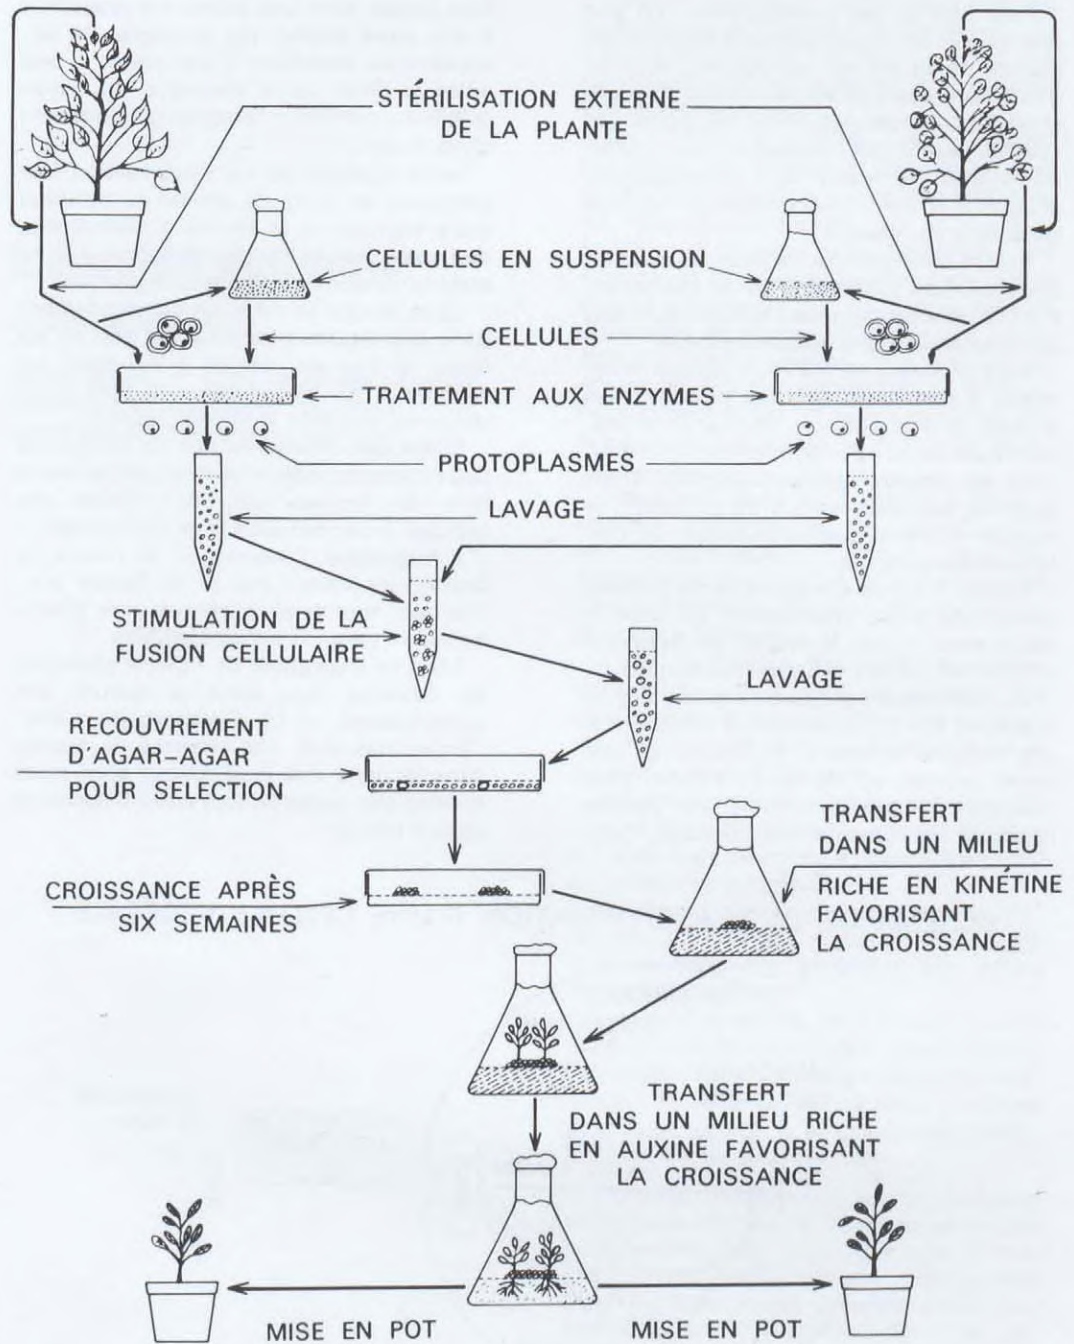 STÉRILISATION EXTERNE
DE LA PLANTE
CELLULES EN SUSPENSION
CELLULES
TRAITEMENT AUX ENZYMES
PROTOPLASMES
LAVAGE
STIMULATION DE LA
FUSION CELLULAIRE
LAVAGE
RECOUVREMENT
D'AGAR-AGAR
POUR SELECTION
TRANSFERT
DANS UN MILIEU
RICHE EN KINÉTINE
FAVORISANT
LA CROISSANCE
CROISSANCE APRÈS
SIX SEMAINES
TRANSFERT
DANS UN MILIEU RICHE
EN AUXINE FAVORISANT
LA CROISSANCE
MISE EN POT
MISE EN POT